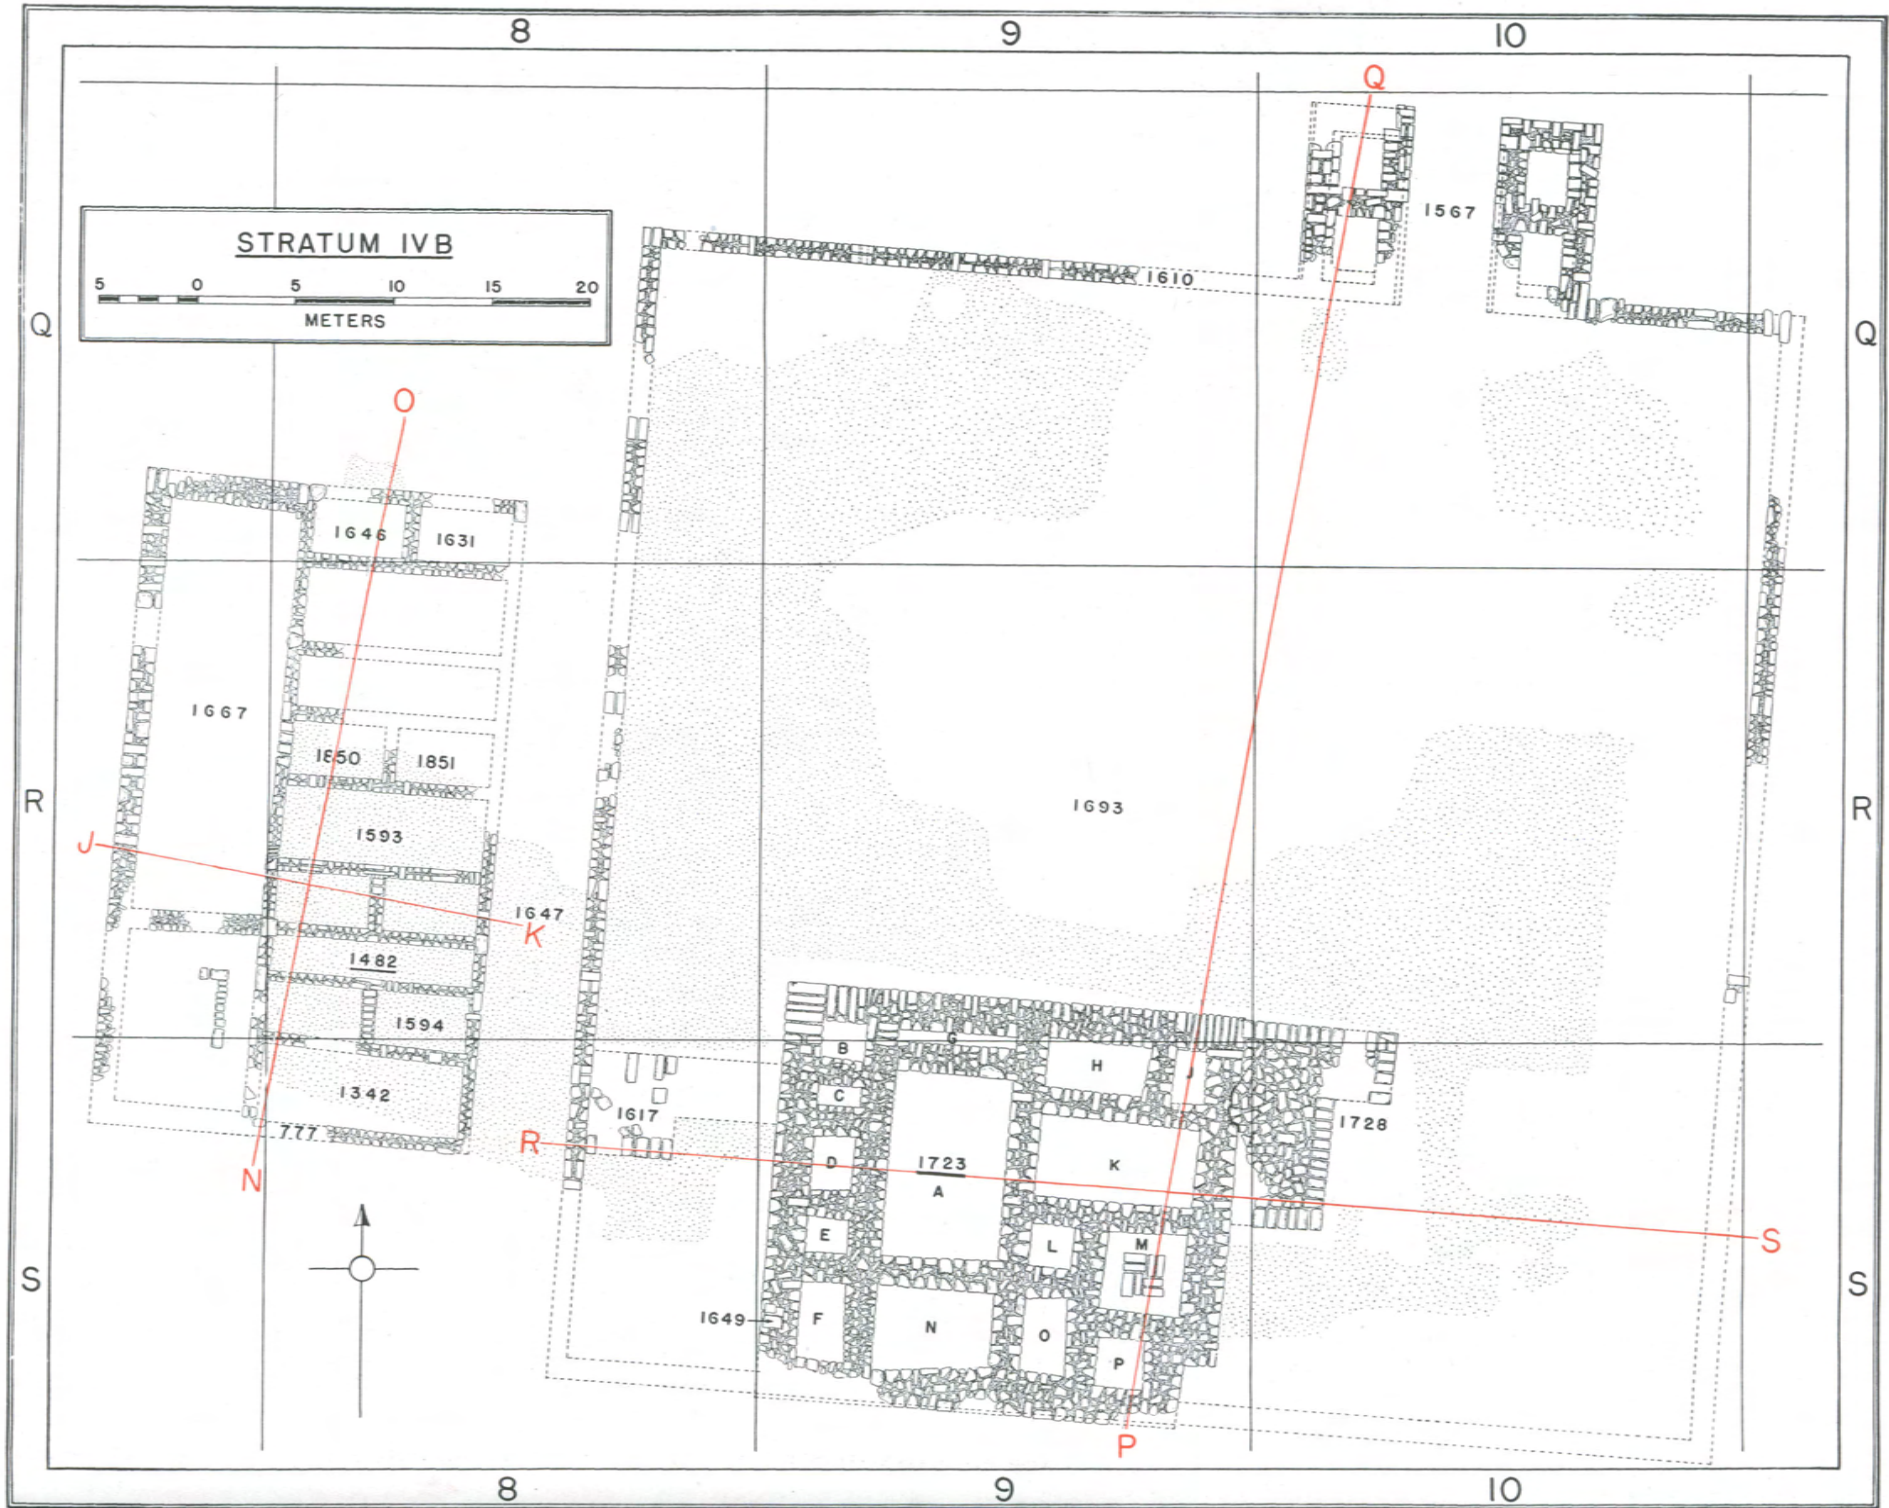 8 9 10
Q
1567
STRATUM IVB
5 0 5 10 15 20
METERS
1610
Q Q
O
1646 1631
1667
1850 1851
R 1593 1693 R
J
1647
K
1482
1594
B G H J
C
1342 1617 1728
777
R D 1723 K
N A
E L M S
S S
1649 F N O
P
P
8 9 10